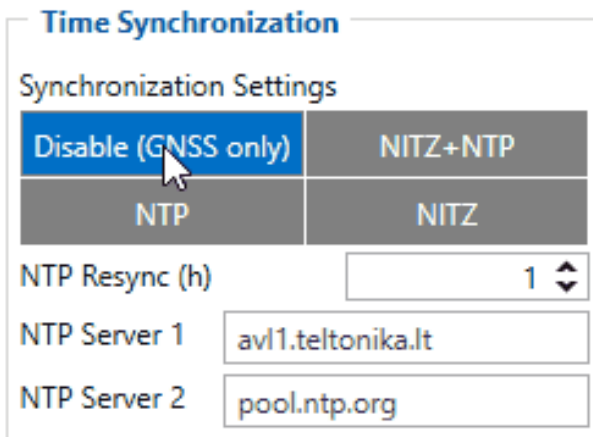 Time Synchronization
Synchronization Settings
Disable (GNSS only) NITZ+NTP
NTP NITZ
NTP Resync (h) 1
NTP Server 1 avl1.teltonika.lt
NTP Server 2 pool.ntp.org